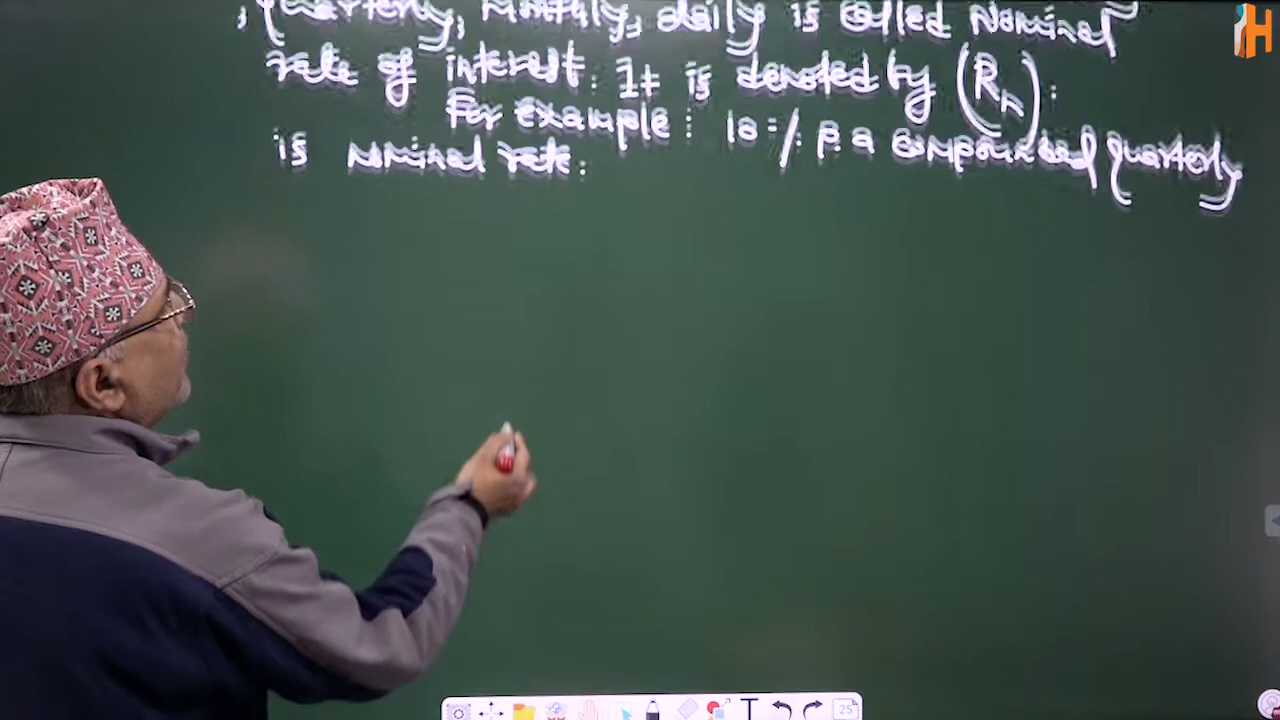 , Quarterly, Monthly, daily is called Nominal
rate of interest. It is denoted by (Rn).
For example : 10 % p.a compounded quarterly
is Nominal rate.
H
T
25